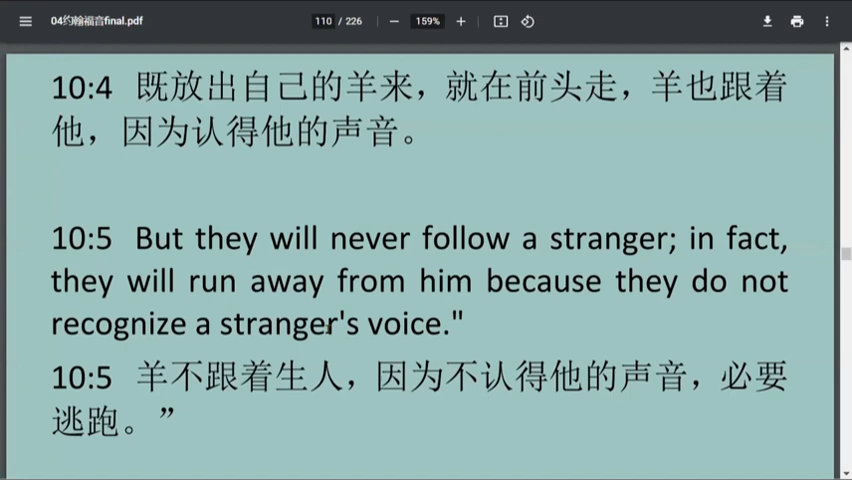 04约翰福音final.pdf
110 / 226
159%
10:4 既放出自己的羊来，就在前头走，羊也跟着
他，因为认得他的声音。
10:5 But they will never follow a stranger; in fact,
they will run away from him because they do not
recognize a stranger's voice."
10:5 羊不跟着生人，因为不认得他的声音，必要
逃跑。”